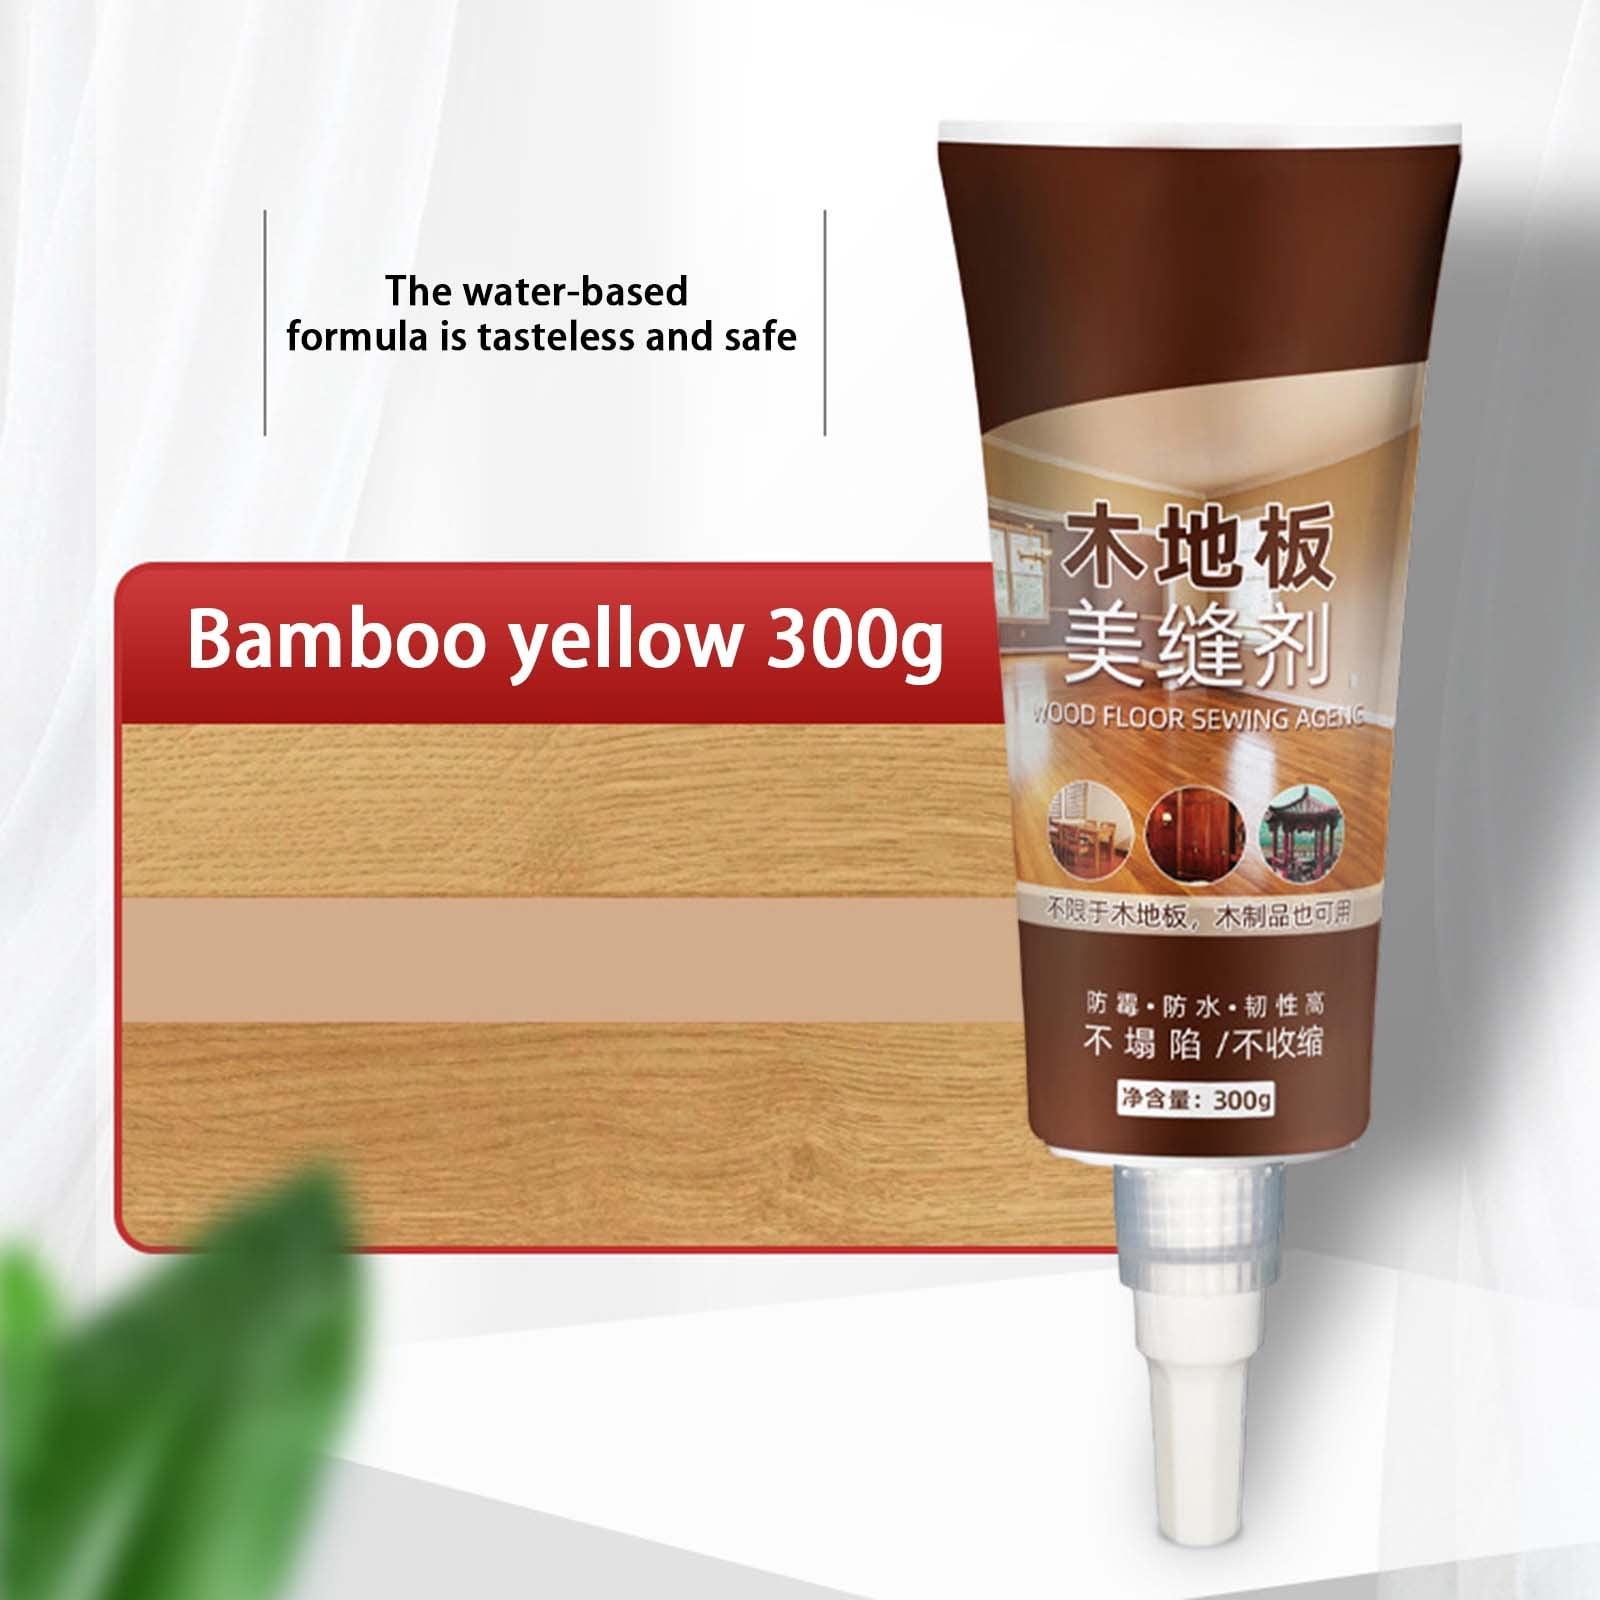 The water-based
formula is tasteless and safe
Bamboo yellow 300g
木地板
美缝剂
WOOD FLOOR SEWING AGENC
不限于木地板，木制品也可用
防霉·防水·韧性高
不塌陷/不收缩
净含量：300g